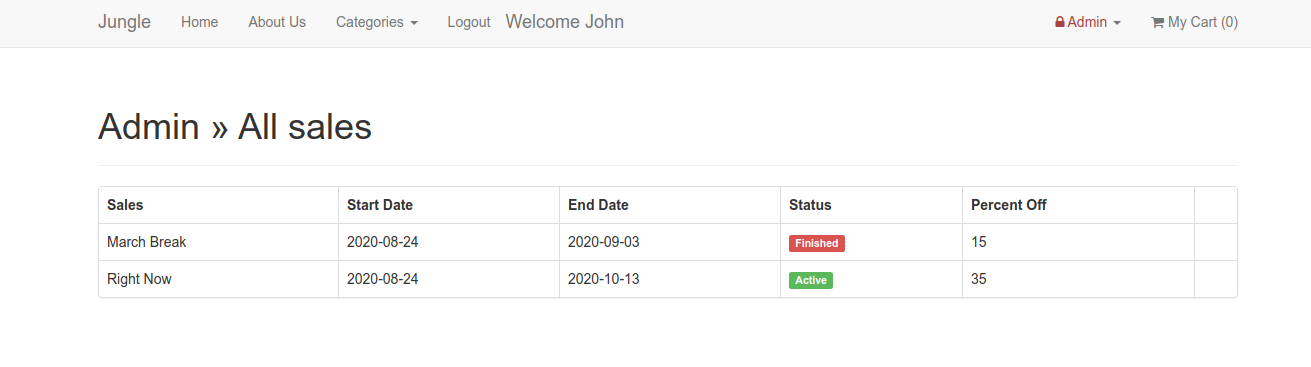 Jungle Home About Us Categories Logout Welcome John Admin My Cart (0)
Admin » All sales
Sales Start Date End Date Status Percent Off
March Break 2020-08-24 2020-09-03 Finished 15
Right Now 2020-08-24 2020-10-13 Active 35